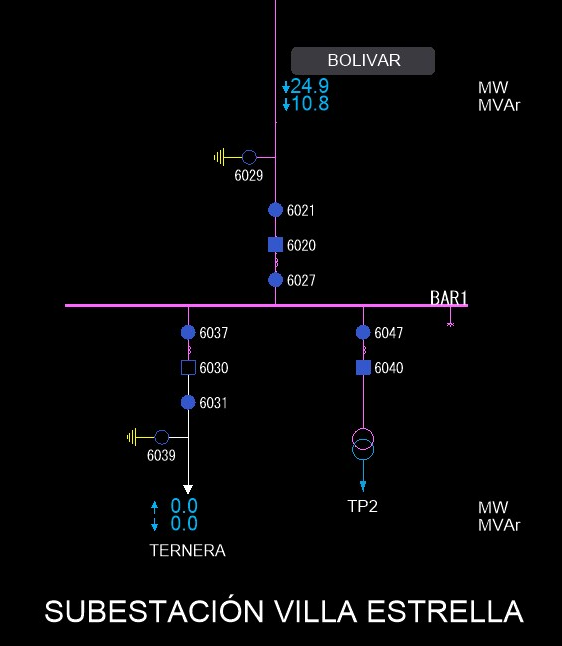 BOLIVAR
24.9 MW
10.8 MVAr
6029
6021
6020
6027
BAR1
6037 6047
6030 6040
6031
6039
TP2
0.0 MW
0.0 MVAr
TERNERA
SUBESTACIÓN VILLA ESTRELLA